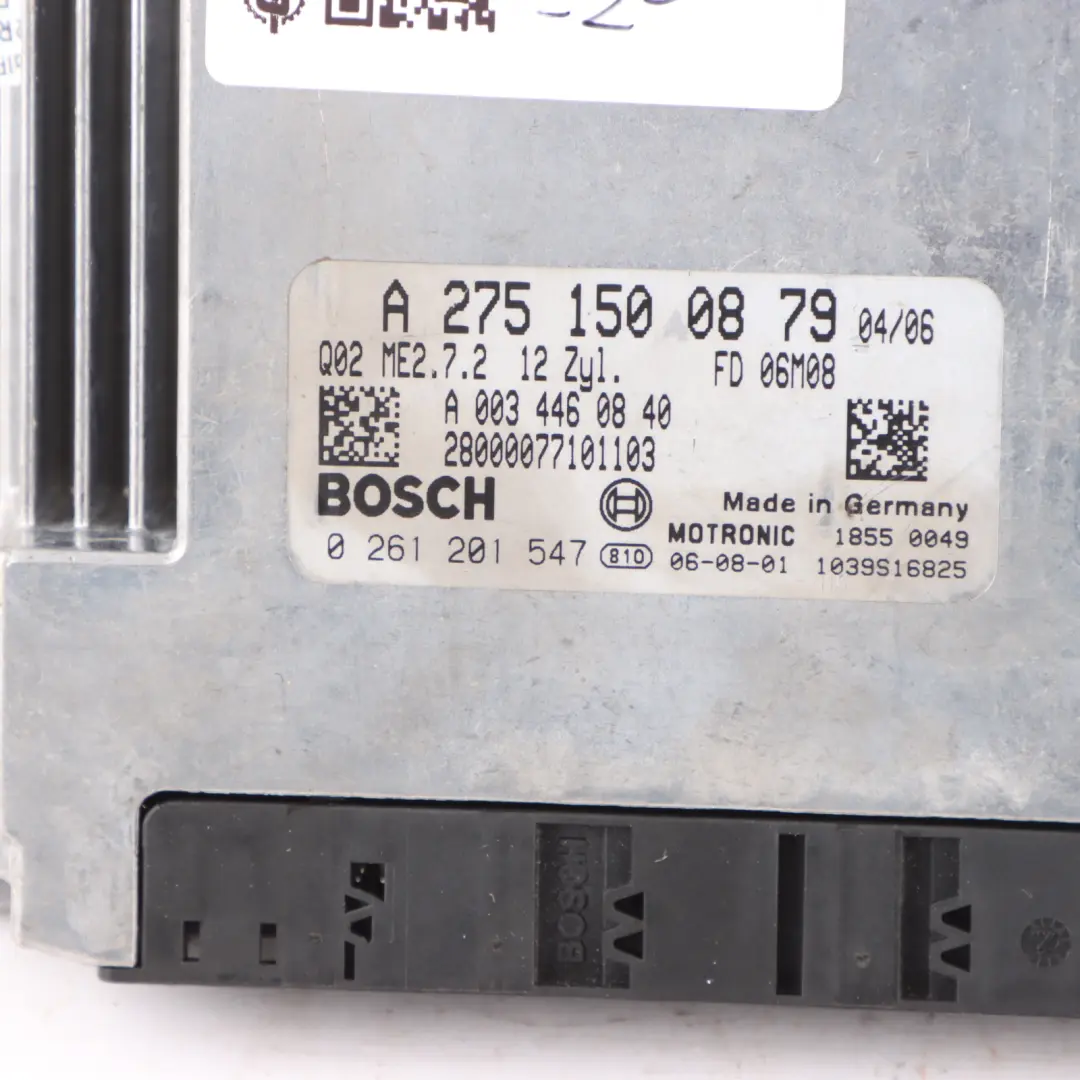 A 275 150 08 79 04/06
Q02 ME2.7.2 12 Zyl. FD 06M08
A 003 446 08 40
28000077101103
BOSCH Made in Germany
MOTRONIC 1855 0049
0 261 201 547 810 06-08-01 1039S16825
BOSCH